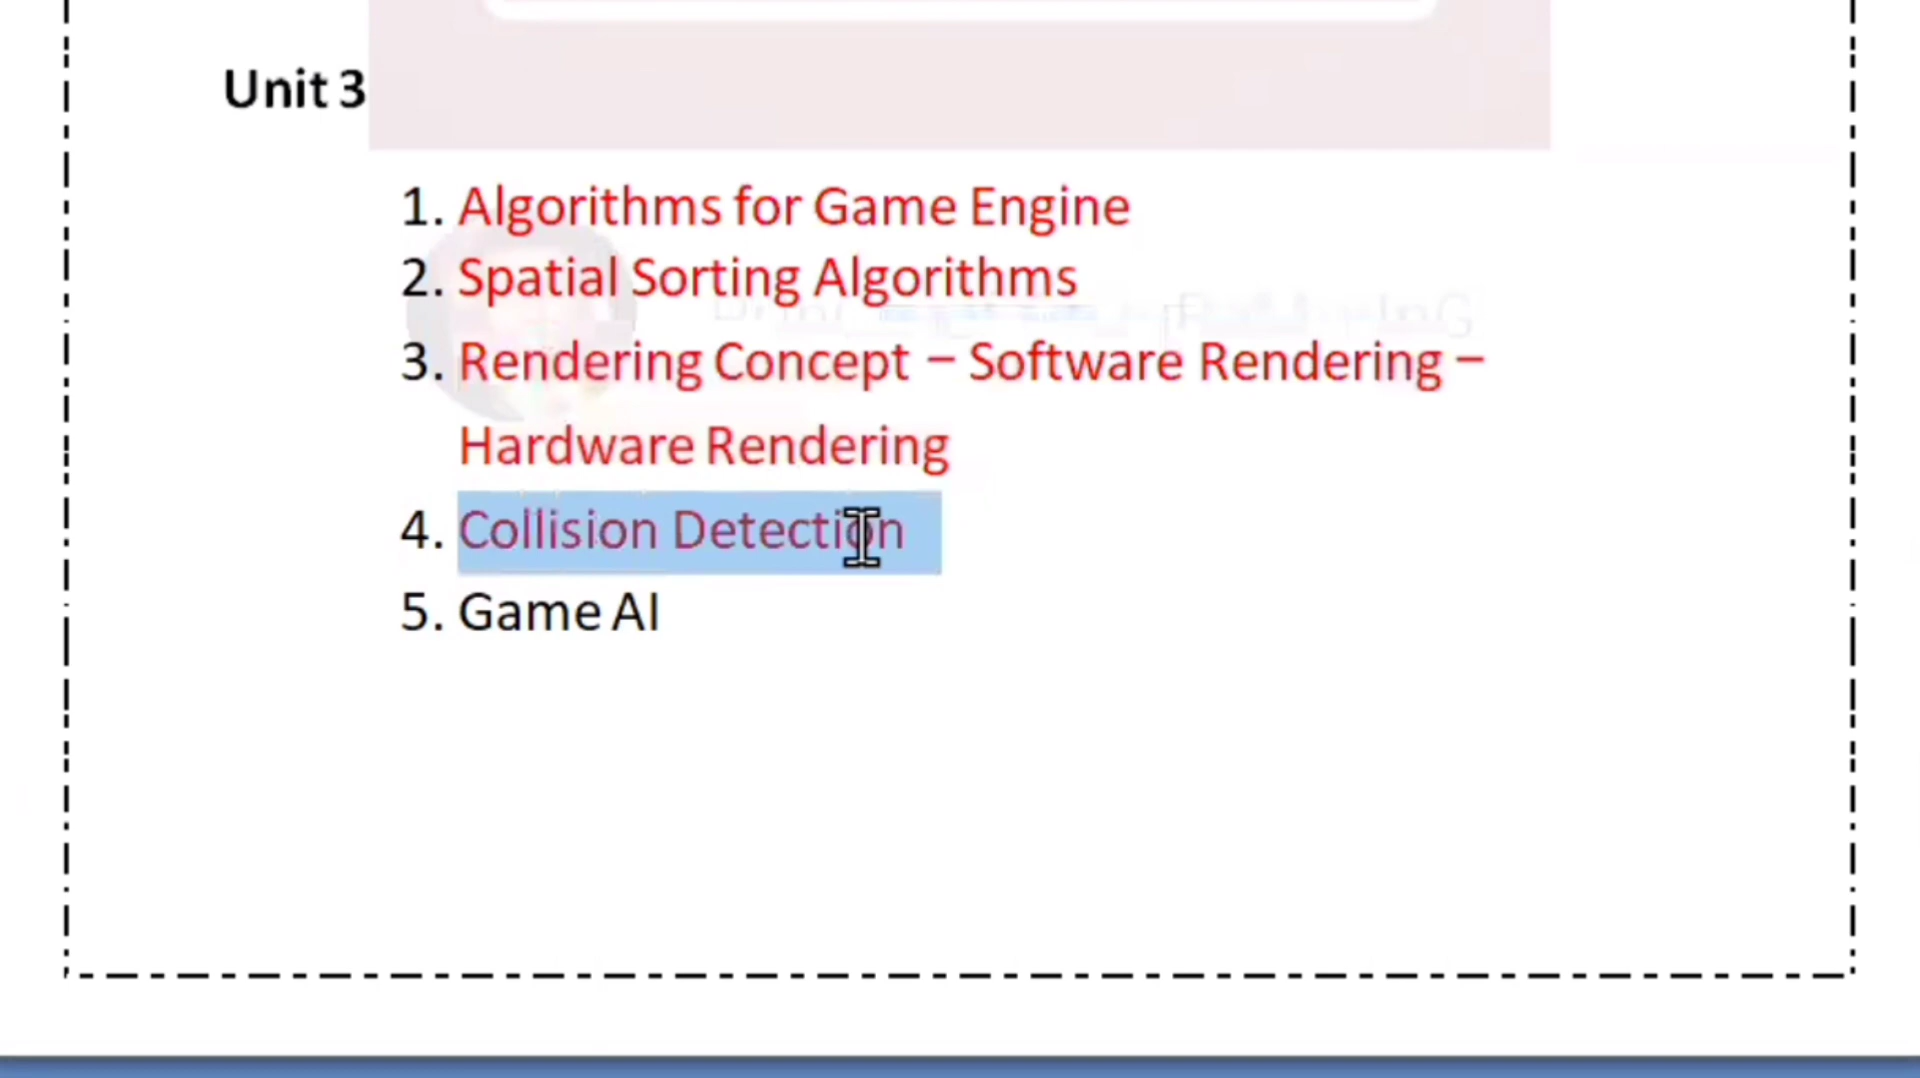 Unit 3
1. Algorithms for Game Engine
2. Spatial Sorting Algorithms
3. Rendering Concept – Software Rendering –
Hardware Rendering
4. Collision Detection
5. Game AI